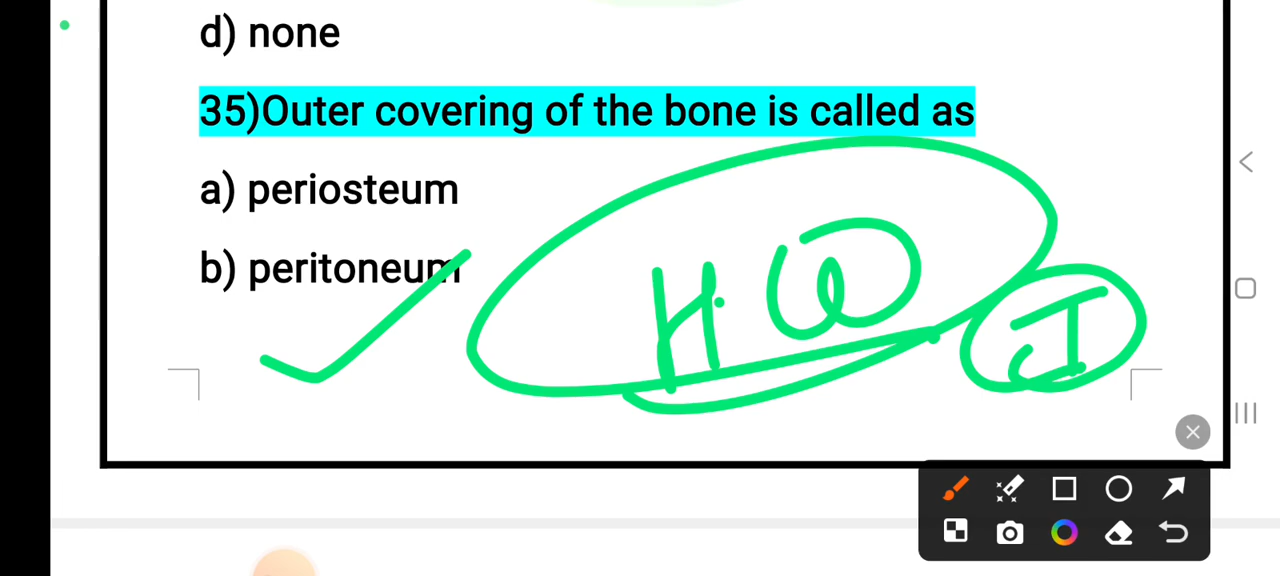 d) none
35)Outer covering of the bone is called as
a) periosteum
b) peritoneum
H.W
I